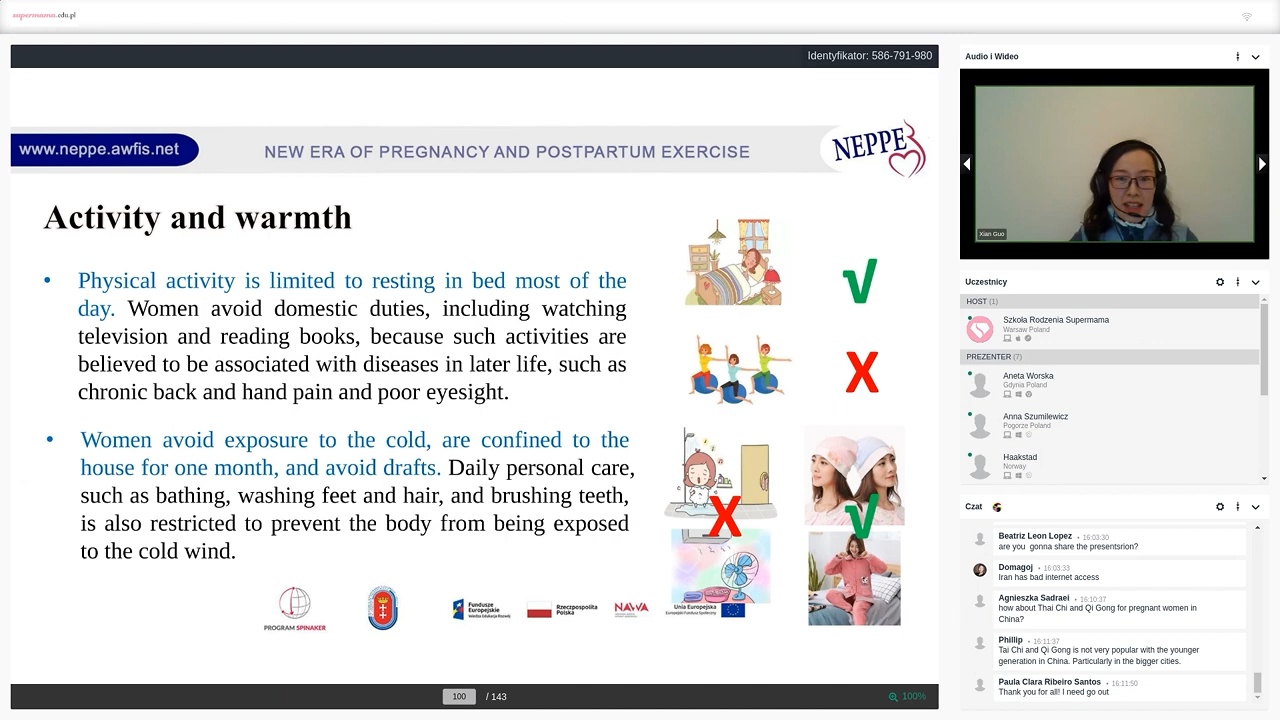 supermama.edu.pl
Identyfikator: 586-791-980
www.neppe.awfis.net
NEW ERA OF PREGNANCY AND POSTPARTUM EXERCISE
NEPPE
Activity and warmth
• Physical activity is limited to resting in bed most of the
day. Women avoid domestic duties, including watching
television and reading books, because such activities are
believed to be associated with diseases in later life, such as
chronic back and hand pain and poor eyesight.
• Women avoid exposure to the cold, are confined to the
house for one month, and avoid drafts. Daily personal care,
such as bathing, washing feet and hair, and brushing teeth,
is also restricted to prevent the body from being exposed
to the cold wind.
√
X
X
√
PROGRAM SPINAKER
Fundusze
Europejskie
Wiedza Edukacja Rozwój
Rzeczpospolita
Polska
NAWA
Unia Europejska
Europejski Fundusz Społeczny
100 / 143
100%
Audio i Wideo
Xian Guo
Uczestnicy
HOST (1)
Szkoła Rodzenia Supermama
Warsaw Poland
PREZENTER (7)
Aneta Worska
Gdynia Poland
Anna Szumilewicz
Pogorze Poland
Haakstad
Norway
Czat
Beatriz Leon Lopez • 16:03:30
are you gonna share the presentsrion?
Domagoj • 16:03:33
Iran has bad internet access
Agnieszka Sadraei • 16:10:37
how about Thai Chi and Qi Gong for pregnant women in
China?
Phillip • 16:11:37
Tai Chi and Qi Gong is not very popular with the younger
generation in China. Particularly in the bigger cities.
Paula Clara Ribeiro Santos • 16:11:50
Thank you for all! I need go out